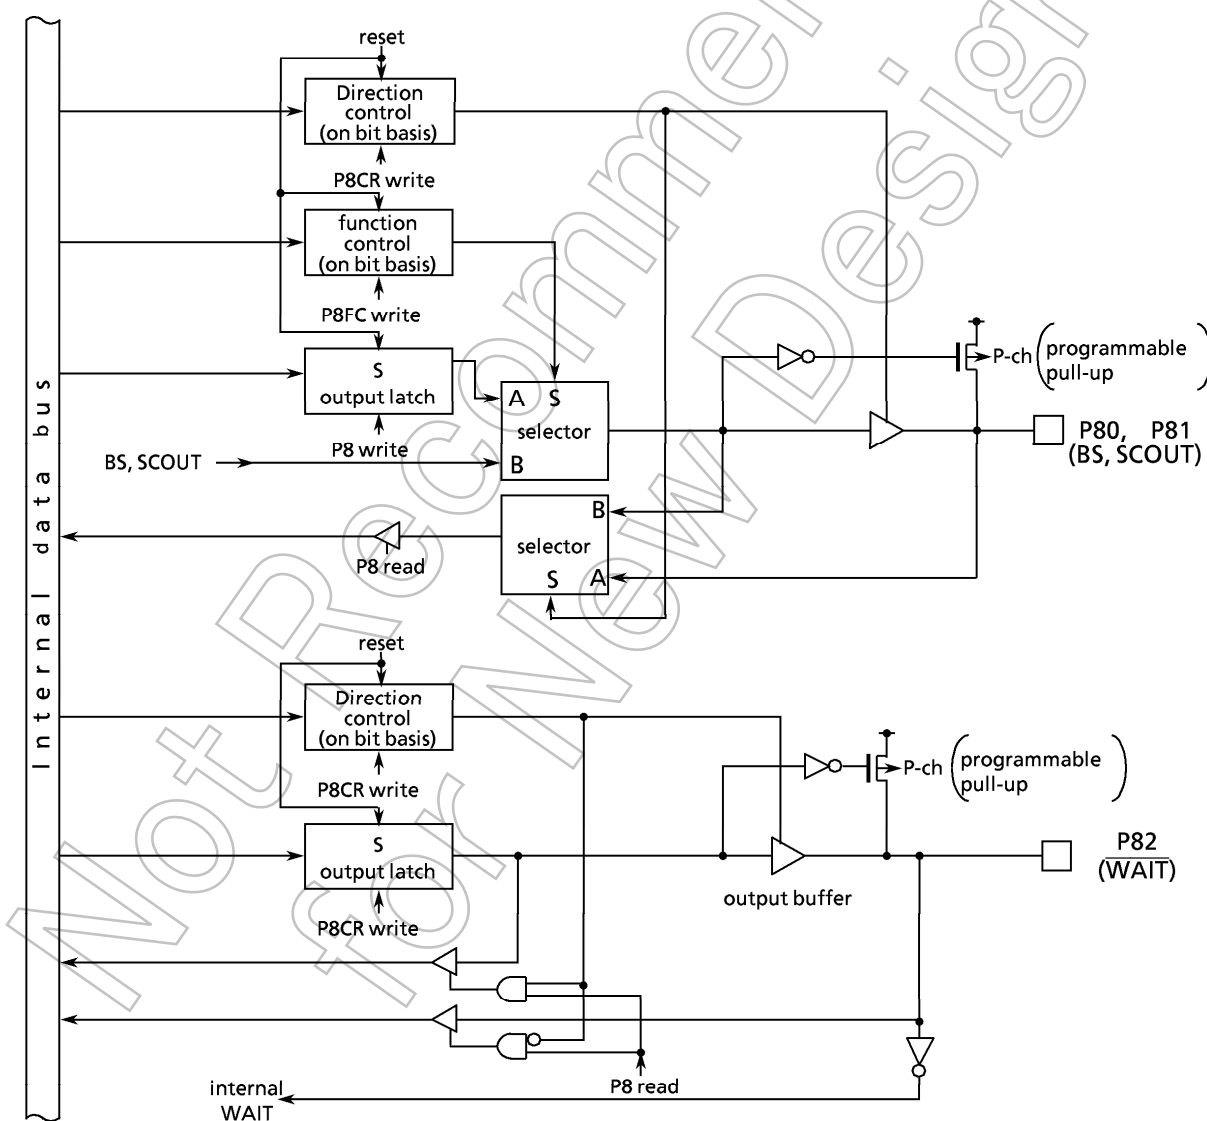 reset
Direction
control
(on bit basis)
P8CR write
function
control
(on bit basis)
P8FC write
S
output latch
P8 write
BS, SCOUT
A S
selector
B
P-ch (programmable
pull-up)
P80, P81
(BS, SCOUT)
B
selector
S A
P8 read
Internal data bus
reset
Direction
control
(on bit basis)
P8CR write
S
output latch
P8CR write
P-ch (programmable
pull-up)
output buffer
P82
(WAIT)
P8 read
internal
WAIT
Not Recommen
for New Desig